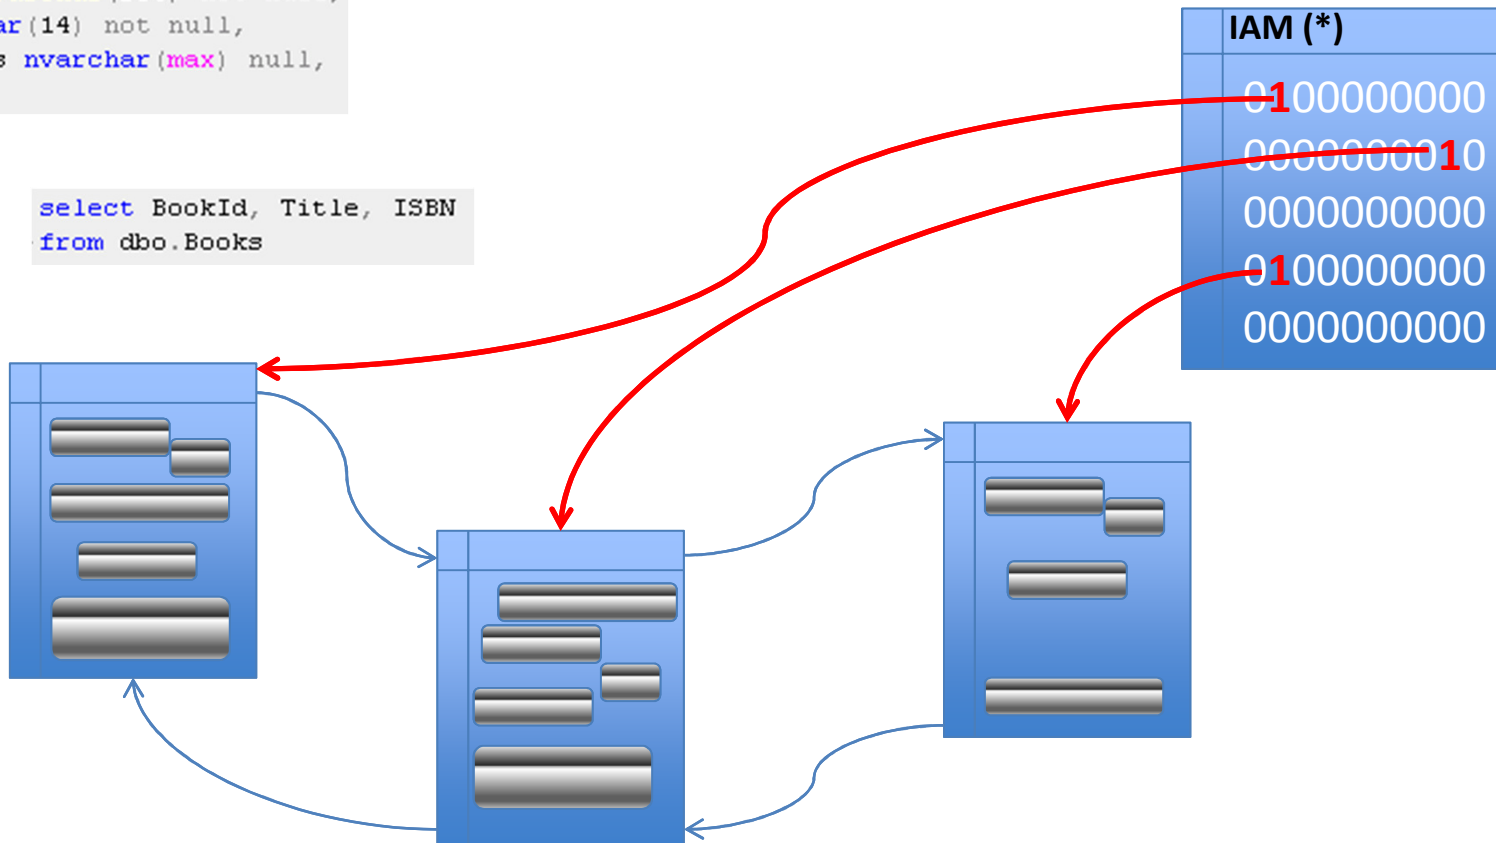 ar(14) not null,
s nvarchar(max) null,
select BookId, Title, ISBN
from dbo.Books
IAM (*)
0100000000
0000000010
0000000000
0100000000
0000000000